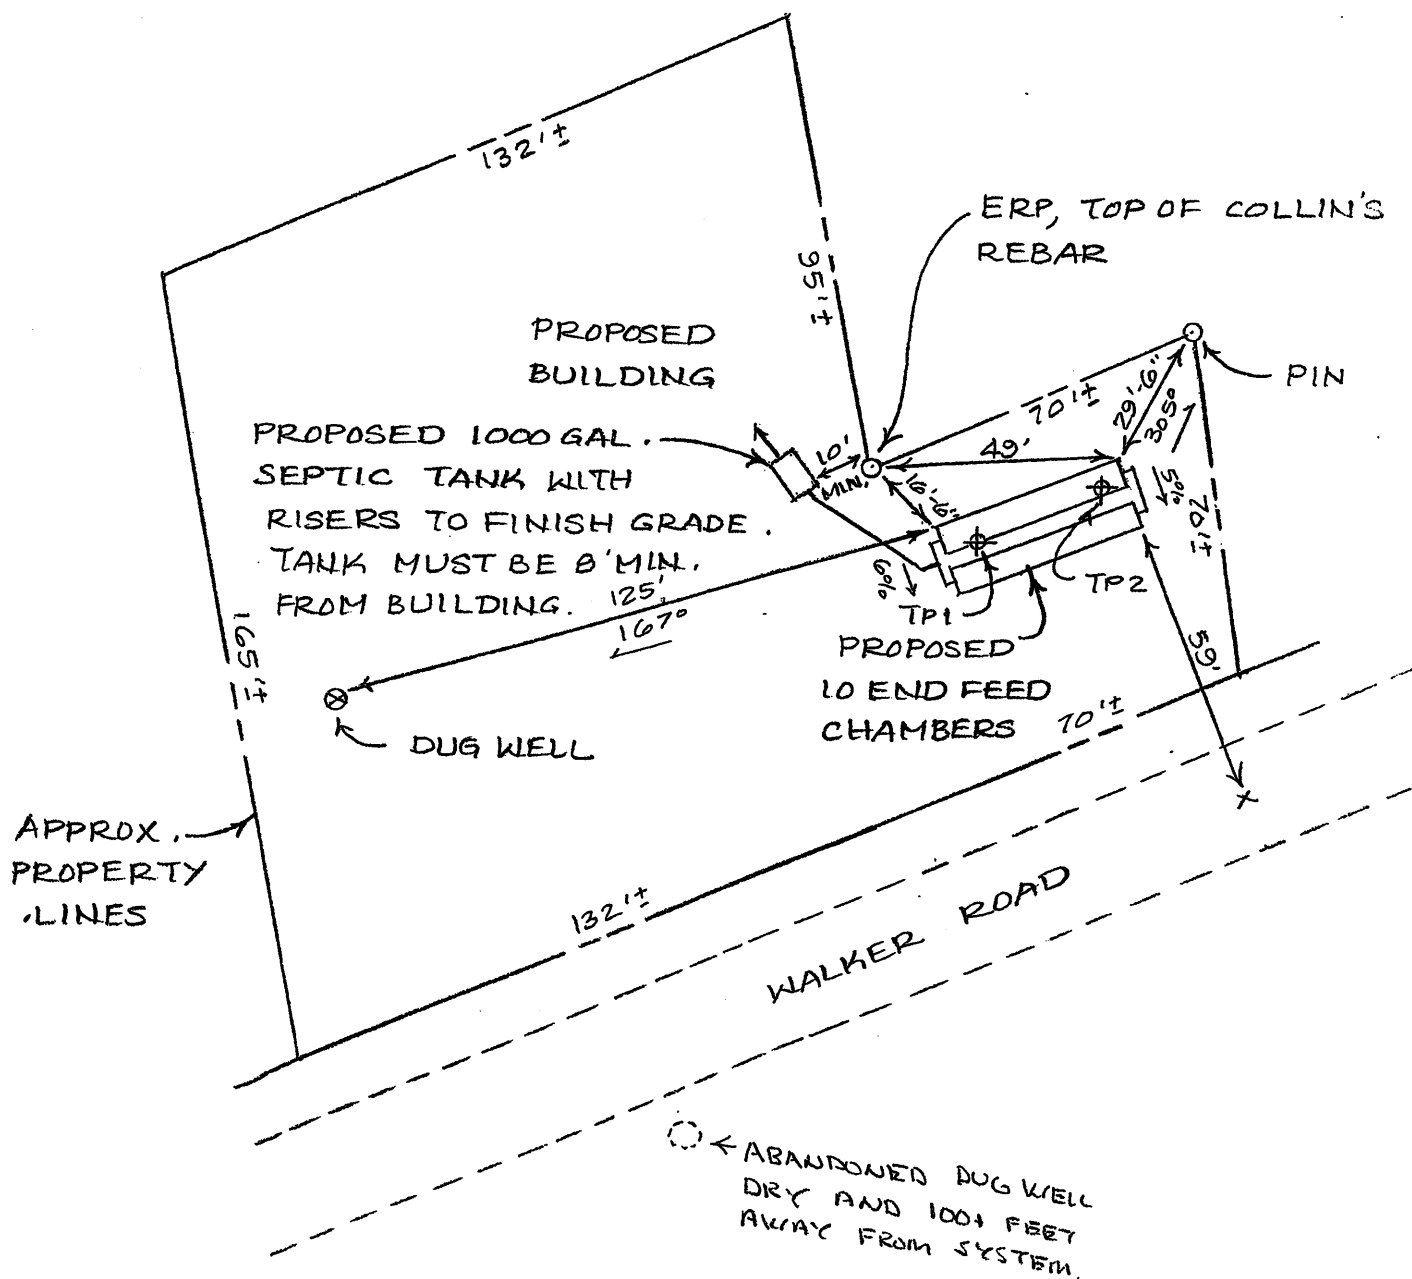 132'±
ERP, TOP OF COLLIN'S
REBAR
95'±
PROPOSED
BUILDING
PIN
70'±
29'-6"
305°
PROPOSED 1000 GAL.
SEPTIC TANK WITH
RISERS TO FINISH GRADE.
TANK MUST BE 8' MIN.
FROM BUILDING.
10'
MIN.
49'
16'-6"
5%
70'±
6%
TP1
TP2
125'
167°
165'±
PROPOSED
10 END FEED
CHAMBERS
59'
70'±
DUG WELL
APPROX.
PROPERTY
LINES
132'±
WALKER ROAD
ABANDONED DUG WELL
DRY AND 100+ FEET
AWAY FROM SYSTEM.